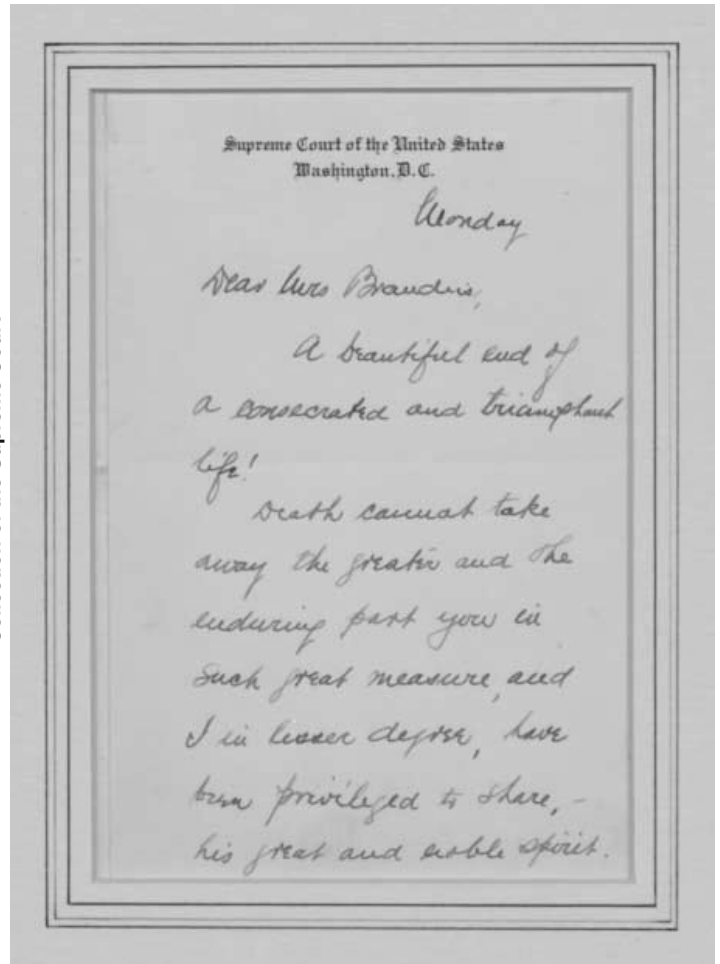 Supreme Court of the United States
Washington, D.C.
Monday
Dear Mrs Brandeis,
A beautiful end of
a consecrated and triumphant
life!
Death cannot take
away the greater and the
enduring part you in
such great measure, and
I in lesser degree, have
been privileged to share, –
his great and noble spirit.